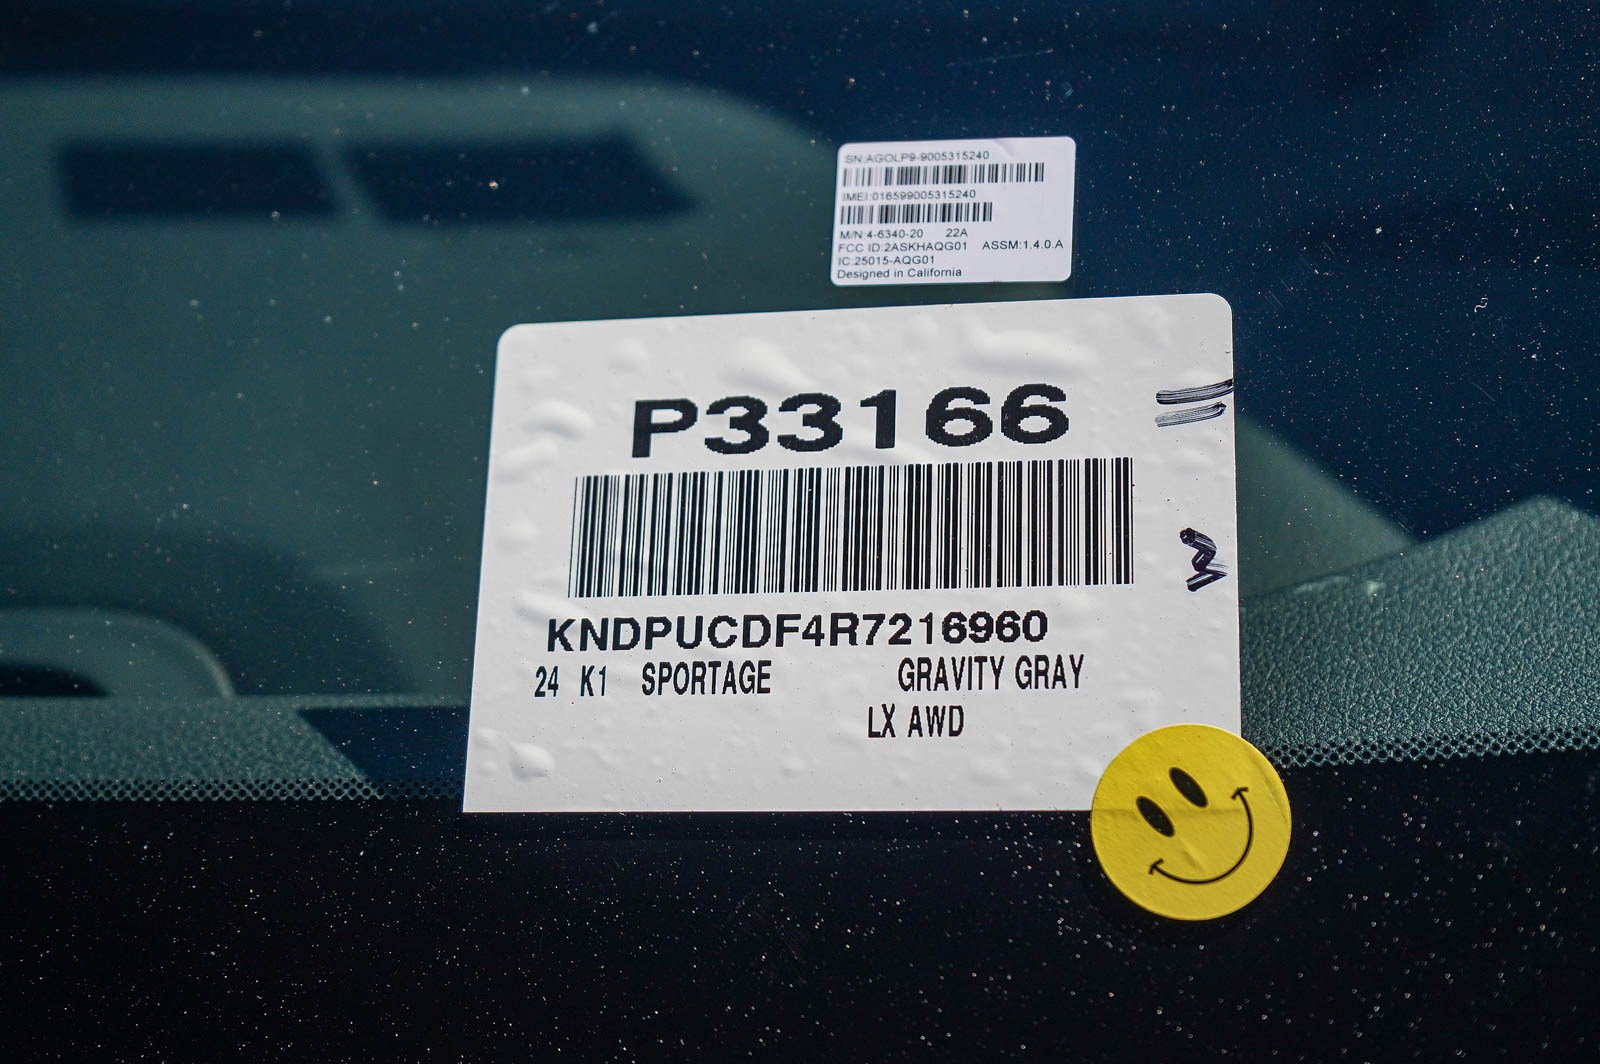 SN:AGOLP9-9005315240
IMEI:016599005315240
M/N:4-6340-20 22A
FCC ID:2ASKHAQG01 ASSM:1.4.0.A
IC:25015-AQG01
Designed in California
P33166
KNDPUCDF4R7216960
24 K1 SPORTAGE GRAVITY GRAY
LX AWD